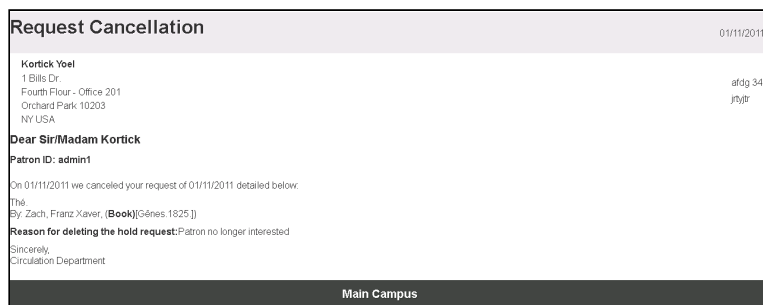 Request Cancellation
01/11/2011
Kortick Yoel
1 Bills Dr.
Fourth Flour - Office 201
Orchard Park 10203
NY USA
afdg 34
jrtyjtr
Dear Sir/Madam Kortick
Patron ID: admin1
On 01/11/2011 we canceled your request of 01/11/2011 detailed below:
Thé.
By: Zach, Franz Xaver, (Book)[Gênes.1825.])
Reason for deleting the hold request:Patron no longer interested
Sincerely,
Circulation Department
Main Campus